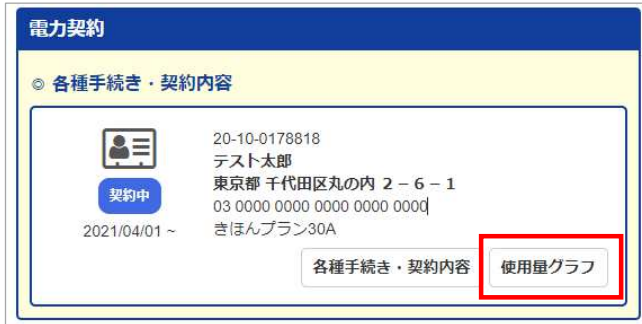 電力契約
◎ 各種手続き・契約内容
20-10-0178818
テスト太郎
東京都 千代田区丸の内 2－6－1
契約中
03 0000 0000 0000 0000 0000
2021/04/01 ~
きほんプラン30A
各種手続き・契約内容
使用量グラフ